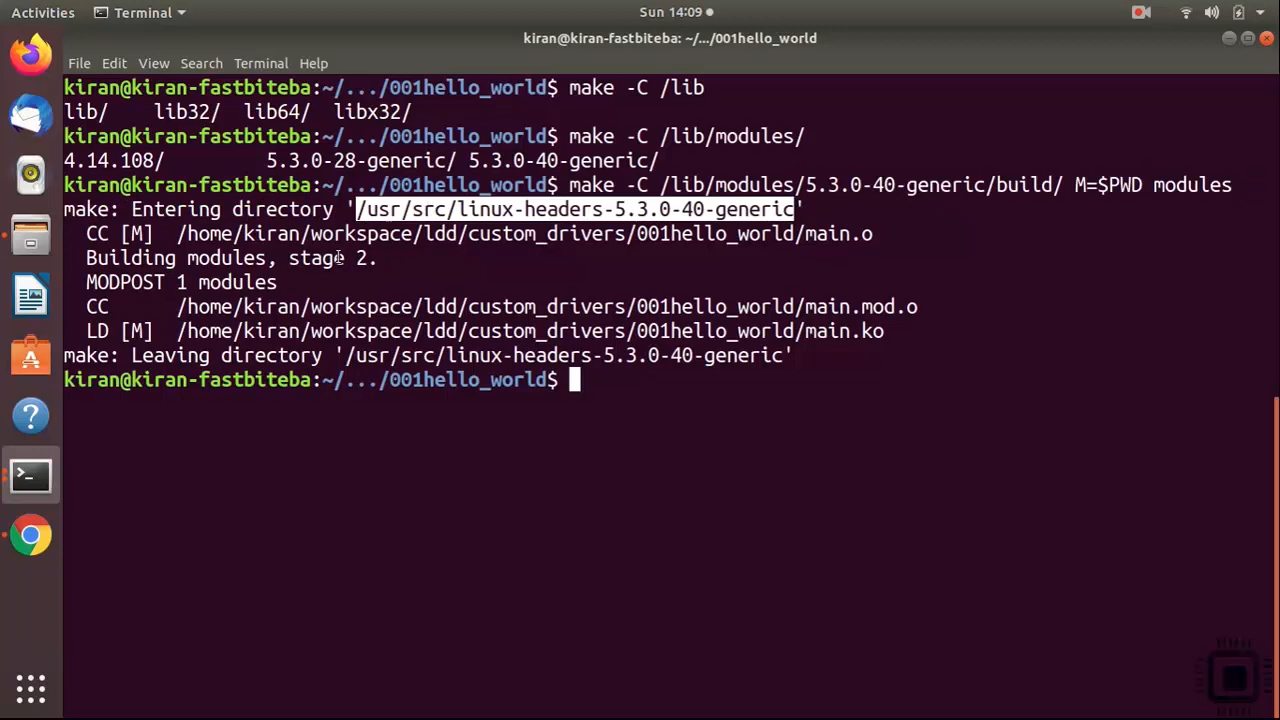 Activities Terminal Sun 14:09
kiran@kiran-fastbiteba: ~/.../001hello_world
File Edit View Search Terminal Help
kiran@kiran-fastbiteba:~/.../001hello_world$ make -C /lib
lib/ lib32/ lib64/ libx32/
kiran@kiran-fastbiteba:~/.../001hello_world$ make -C /lib/modules/
4.14.108/ 5.3.0-28-generic/ 5.3.0-40-generic/
kiran@kiran-fastbiteba:~/.../001hello_world$ make -C /lib/modules/5.3.0-40-generic/build/ M=$PWD modules
make: Entering directory '/usr/src/linux-headers-5.3.0-40-generic'
CC [M] /home/kiran/workspace/ldd/custom_drivers/001hello_world/main.o
Building modules, stage 2.
MODPOST 1 modules
CC /home/kiran/workspace/ldd/custom_drivers/001hello_world/main.mod.o
LD [M] /home/kiran/workspace/ldd/custom_drivers/001hello_world/main.ko
make: Leaving directory '/usr/src/linux-headers-5.3.0-40-generic'
kiran@kiran-fastbiteba:~/.../001hello_world$